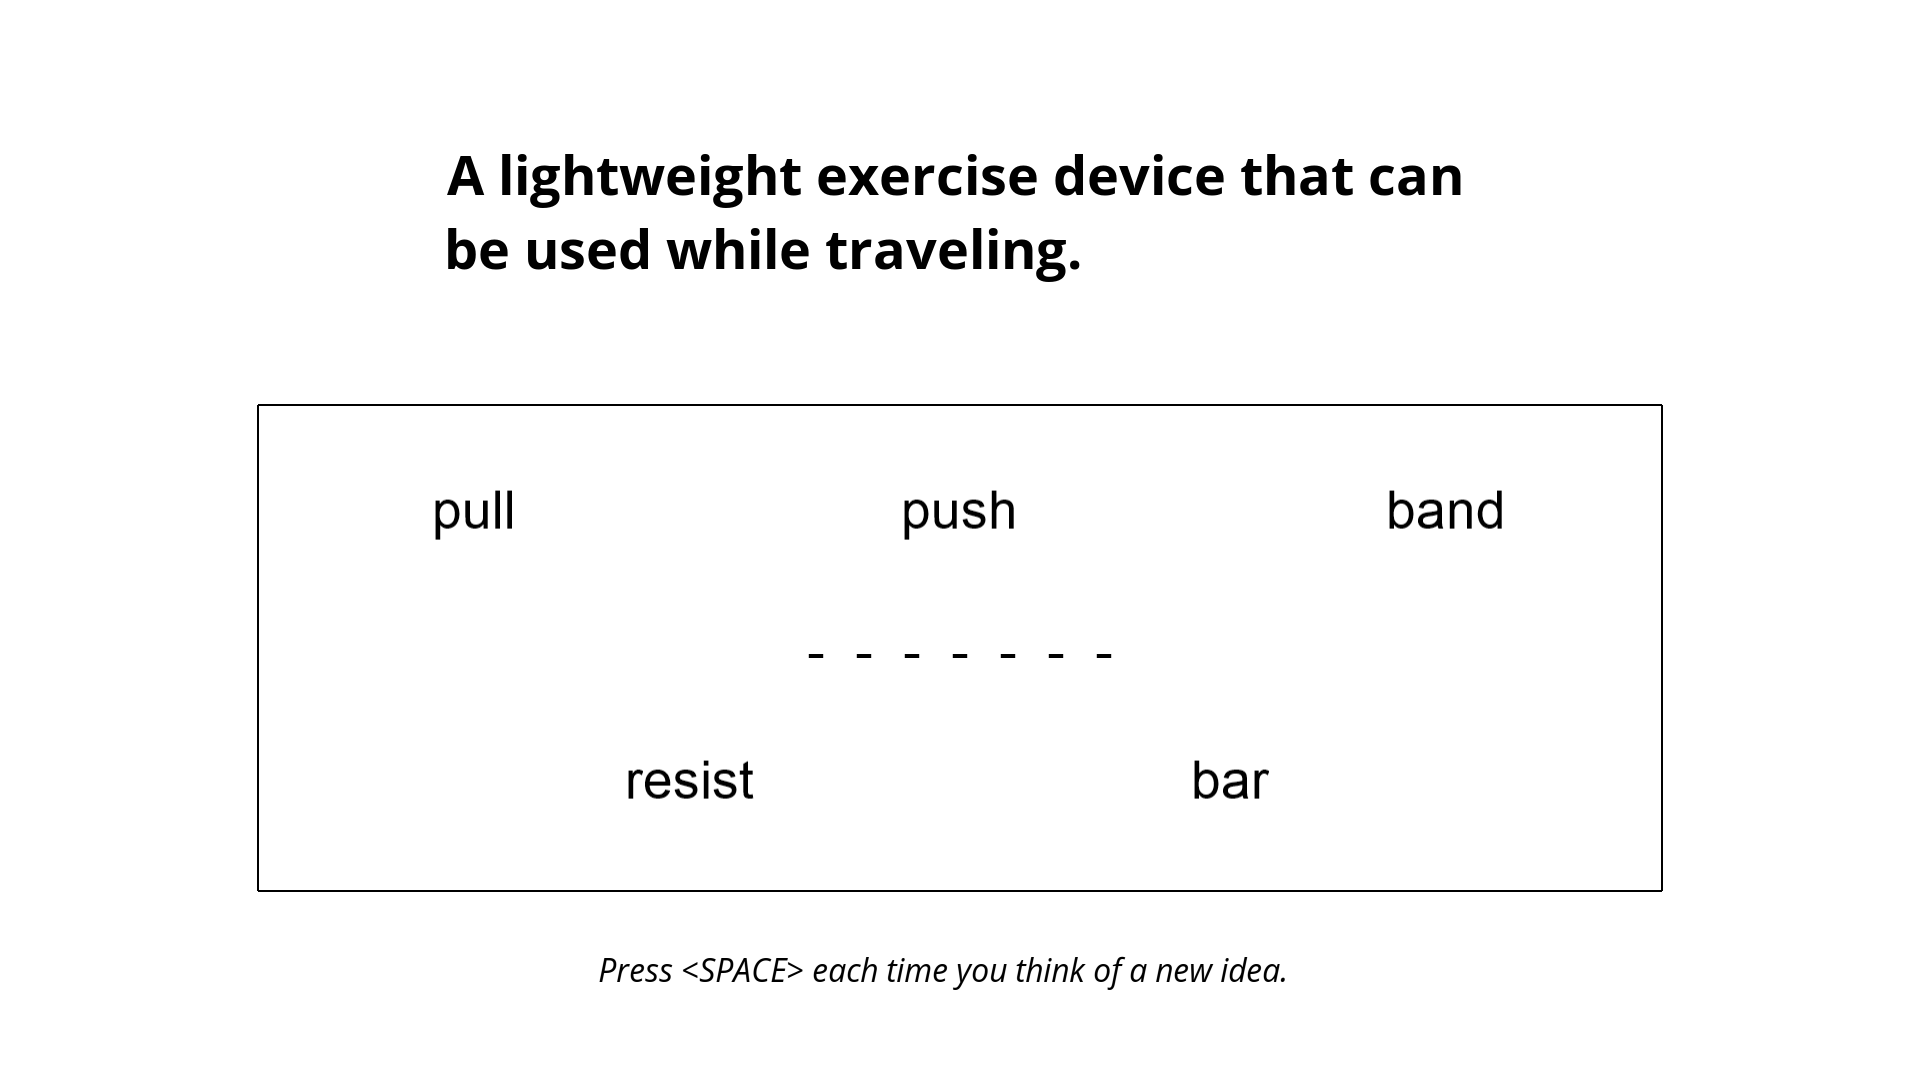 A lightweight exercise device that can
be used while traveling.
pull push band
- - - - - - -
resist bar
Press <SPACE> each time you think of a new idea.